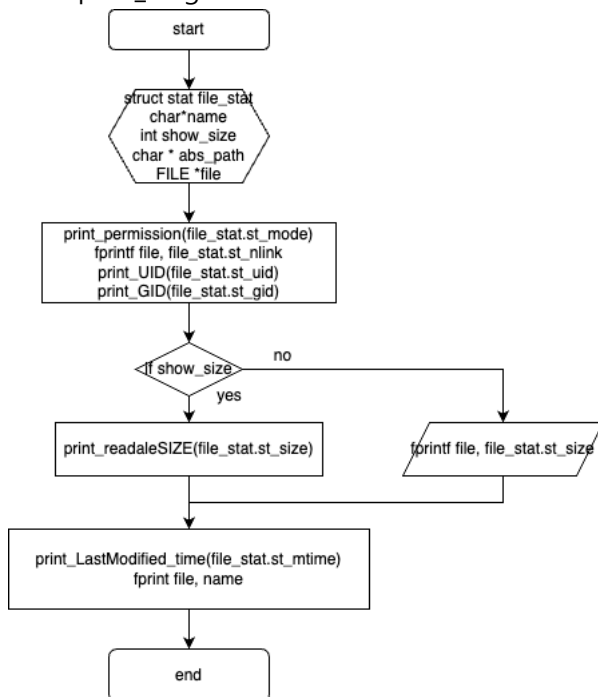 start
struct stat file_stat
char*name
int show_size
char * abs_path
FILE *file
print_permission(file_stat.st_mode)
fprintf file, file_stat.st_nlink
print_UID(file_stat.st_uid)
print_GID(file_stat.st_gid)
if show_size
no
yes
print_readaleSIZE(file_stat.st_size)
fprintf file, file_stat.st_size
print_LastModified_time(file_stat.st_mtime)
fprint file, name
end